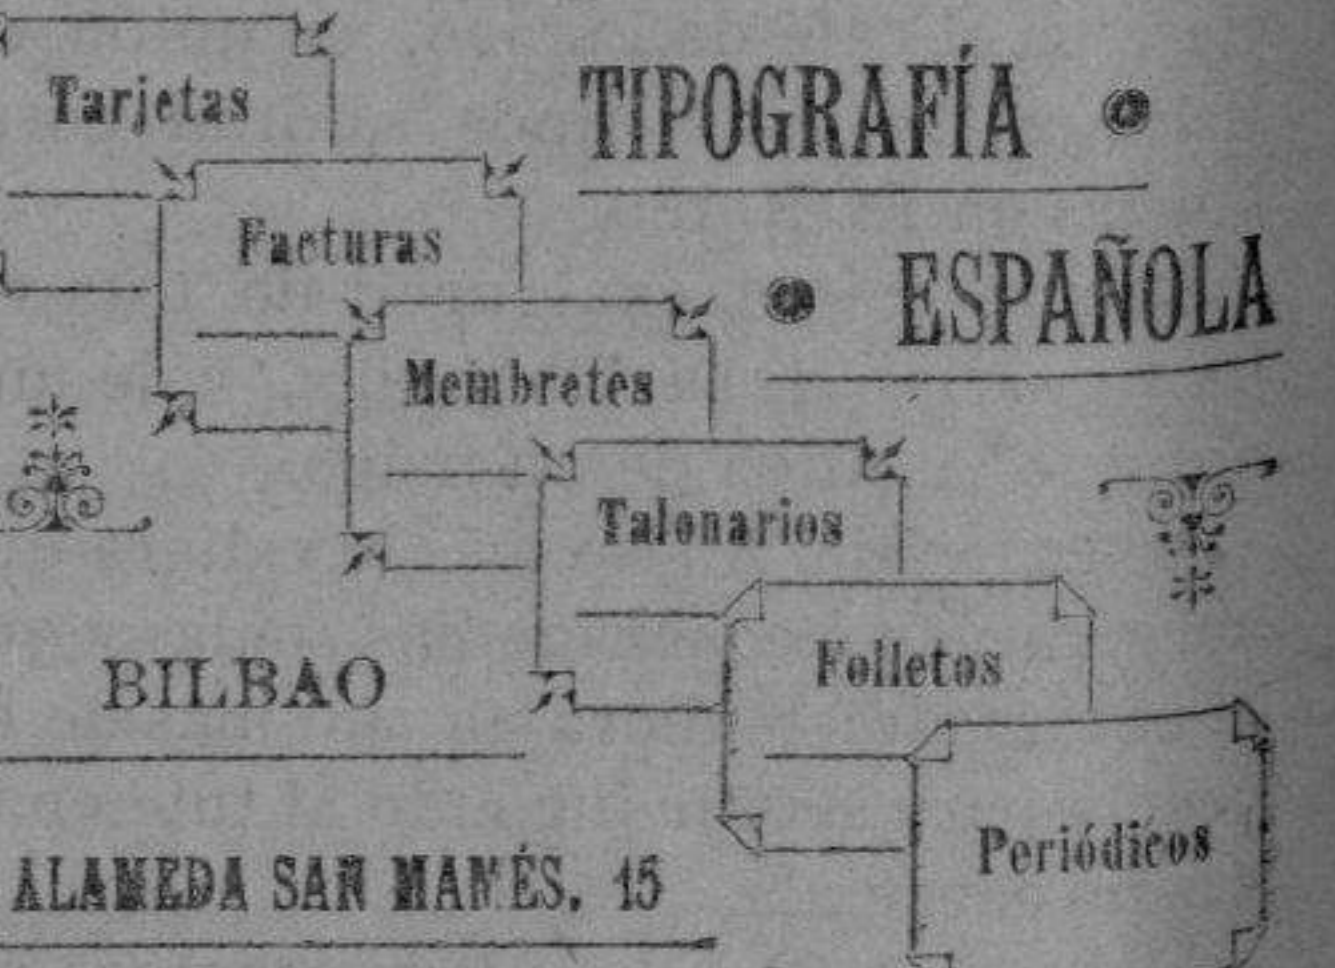 Tarjetas
TIPOGRAFÍA
Facturas
ESPAÑOLA
Membretes
Talonarios
Folletos
BILBAO
Periódicos
ALAMEDA SAN MAMÉS, 15